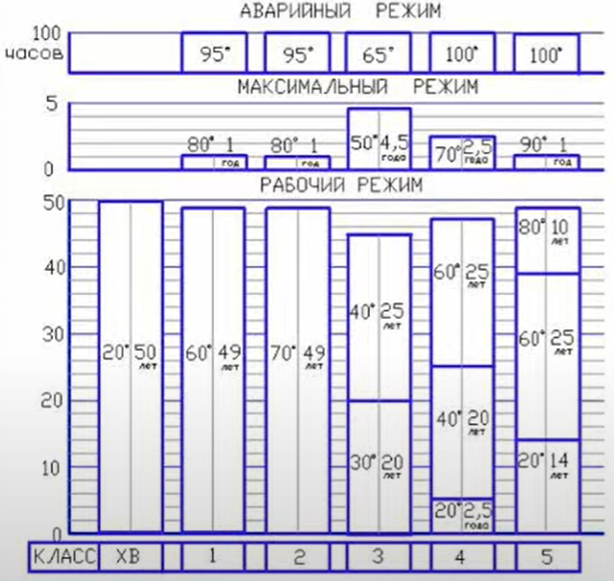 АВАРИЙНЫЙ РЕЖИМ
100
часов
95° 95° 65° 100° 100°
МАКСИМАЛЬНЫЙ РЕЖИМ
5
80° 1 год 80° 1 год 50° 4,5 года 70° 2,5 года 90° 1 год
0
РАБОЧИЙ РЕЖИМ
50
80° 10 лет
40
60° 25 лет
40° 25 лет
60° 25 лет
30
20° 50 лет 60° 49 лет 70° 49 лет
20
40° 20 лет
10
30° 20 лет
20° 14 лет
20° 2,5 года
0
КЛАСС ХВ 1 2 3 4 5